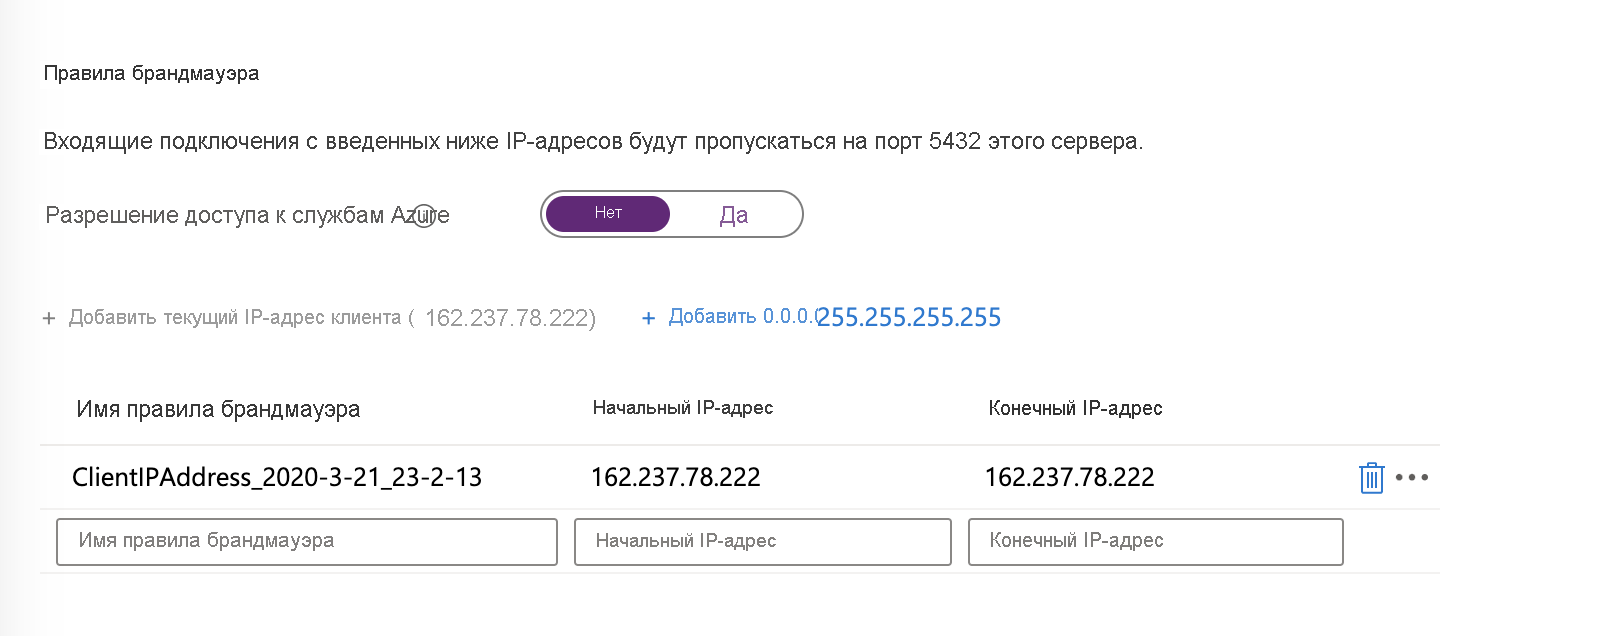 Правила брандмауэра
Входящие подключения с введенных ниже IP-адресов будут пропускаться на порт 5432 этого сервера.
Разрешение доступа к службам Azure
Нет Да
+ Добавить текущий IP-адрес клиента ( 162.237.78.222) + Добавить 0.0.0.0 255.255.255.255
Имя правила брандмауэра Начальный IP-адрес Конечный IP-адрес
ClientIPAddress_2020-3-21_23-2-13 162.237.78.222 162.237.78.222
Имя правила брандмауэра Начальный IP-адрес Конечный IP-адрес